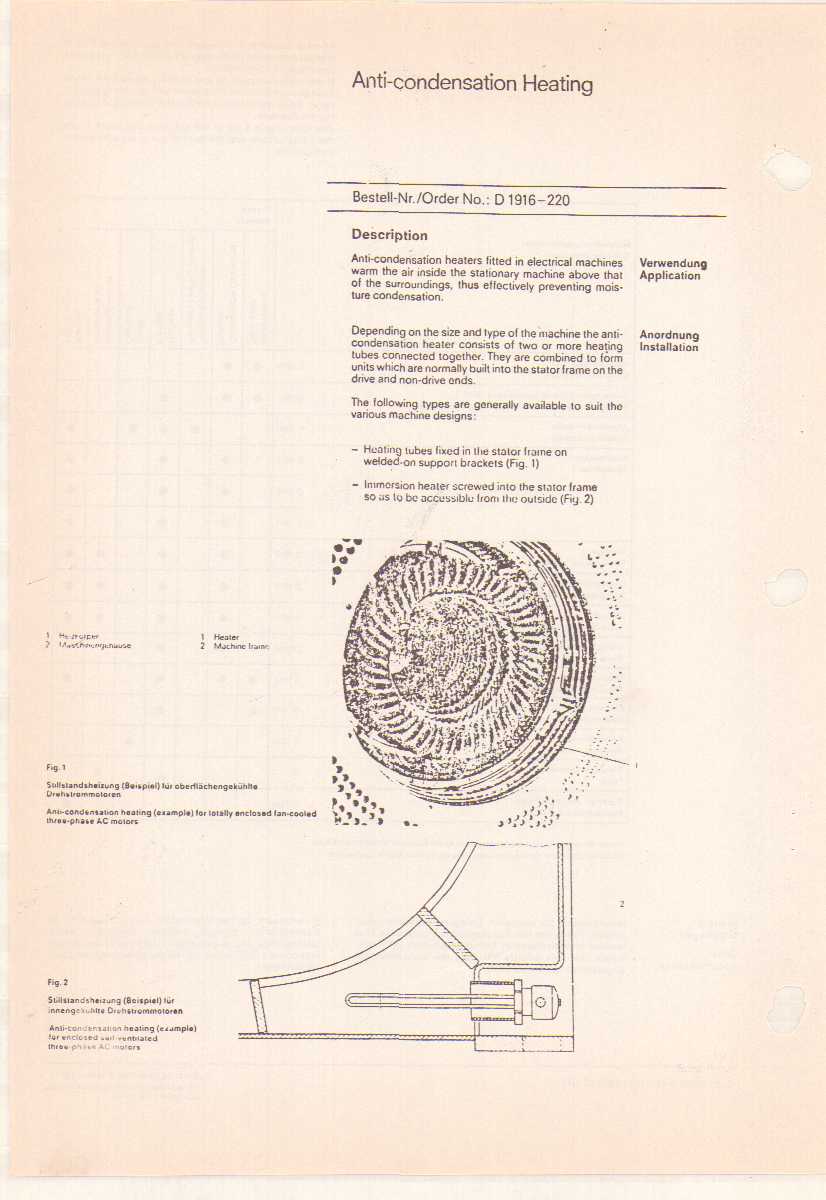 Anti-condensation Heating
Bestell-Nr./Order No.: D 1916–220
Description
Anti-condensation heaters fitted in electrical machines
warm the air inside the stationary machine above that
of the surroundings, thus effectively preventing mois-
ture condensation.
Verwendung
Application
Depending on the size and type of the machine the anti-
condensation heater consists of two or more heating
tubes connected together. They are combined to form
units which are normally built into the stator frame on the
drive and non-drive ends.
Anordnung
Installation
The following types are generally available to suit the
various machine designs:
– Heating tubes fixed in the stator frame on
welded-on support brackets (Fig. 1)
– Immersion heater screwed into the stator frame
so as to be accessible from the outside (Fig. 2)
1 Heizkörper
2 Maschinengehäuse
1 Heater
2 Machine frame
1
Fig. 1
Stillstandsheizung (Beispiel) für oberflächengekühlte
Drehstrommotoren
Anti-condensation heating (example) for totally enclosed fan-cooled
three-phase AC motors
2
Fig. 2
Stillstandsheizung (Beispiel) für
innengekühlte Drehstrommotoren
Anti-condensation heating (example)
for enclosed self-ventilated
three-phase AC motors